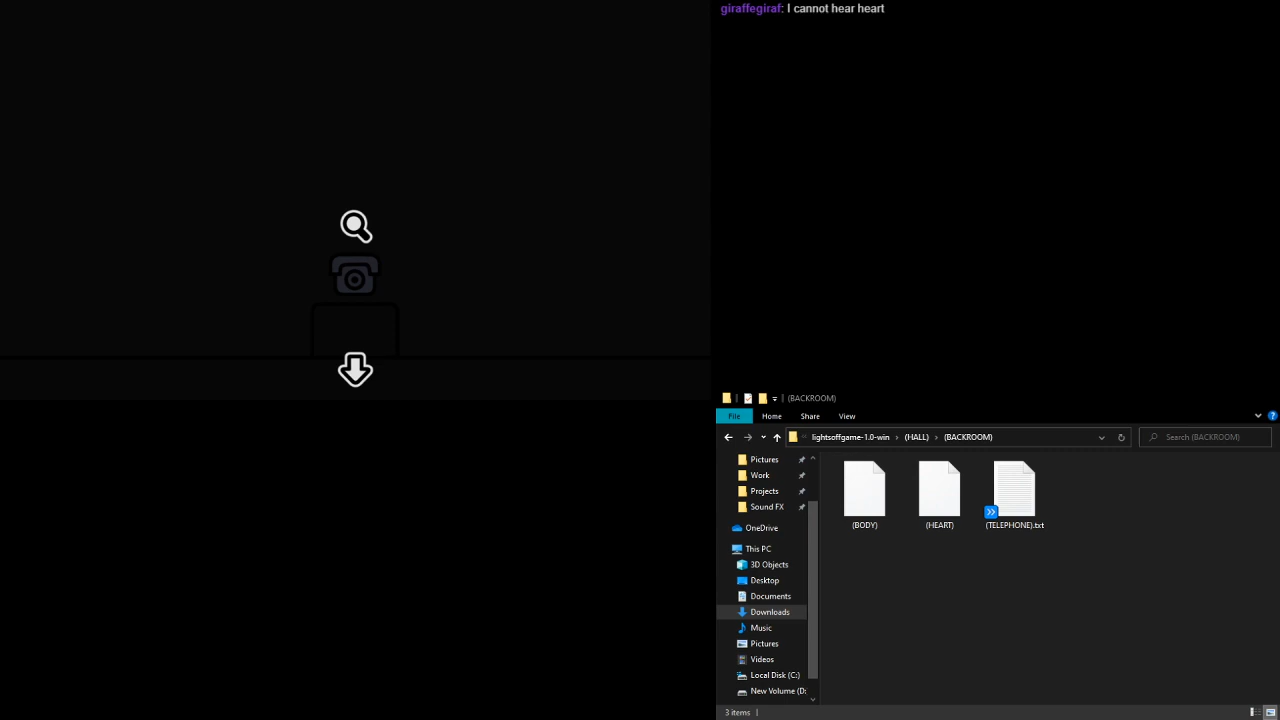 giraffegiraf: I cannot hear heart
(BACKROOM)
File Home Share View
lightsoffgame-1.0-win > (HALL) > (BACKROOM)
Search (BACKROOM)
Pictures
Work
Projects
Sound FX
OneDrive
This PC
3D Objects
Desktop
Documents
Downloads
Music
Pictures
Videos
Local Disk (C:)
New Volume (D:
(BODY)
(HEART)
(TELEPHONE).txt
3 items